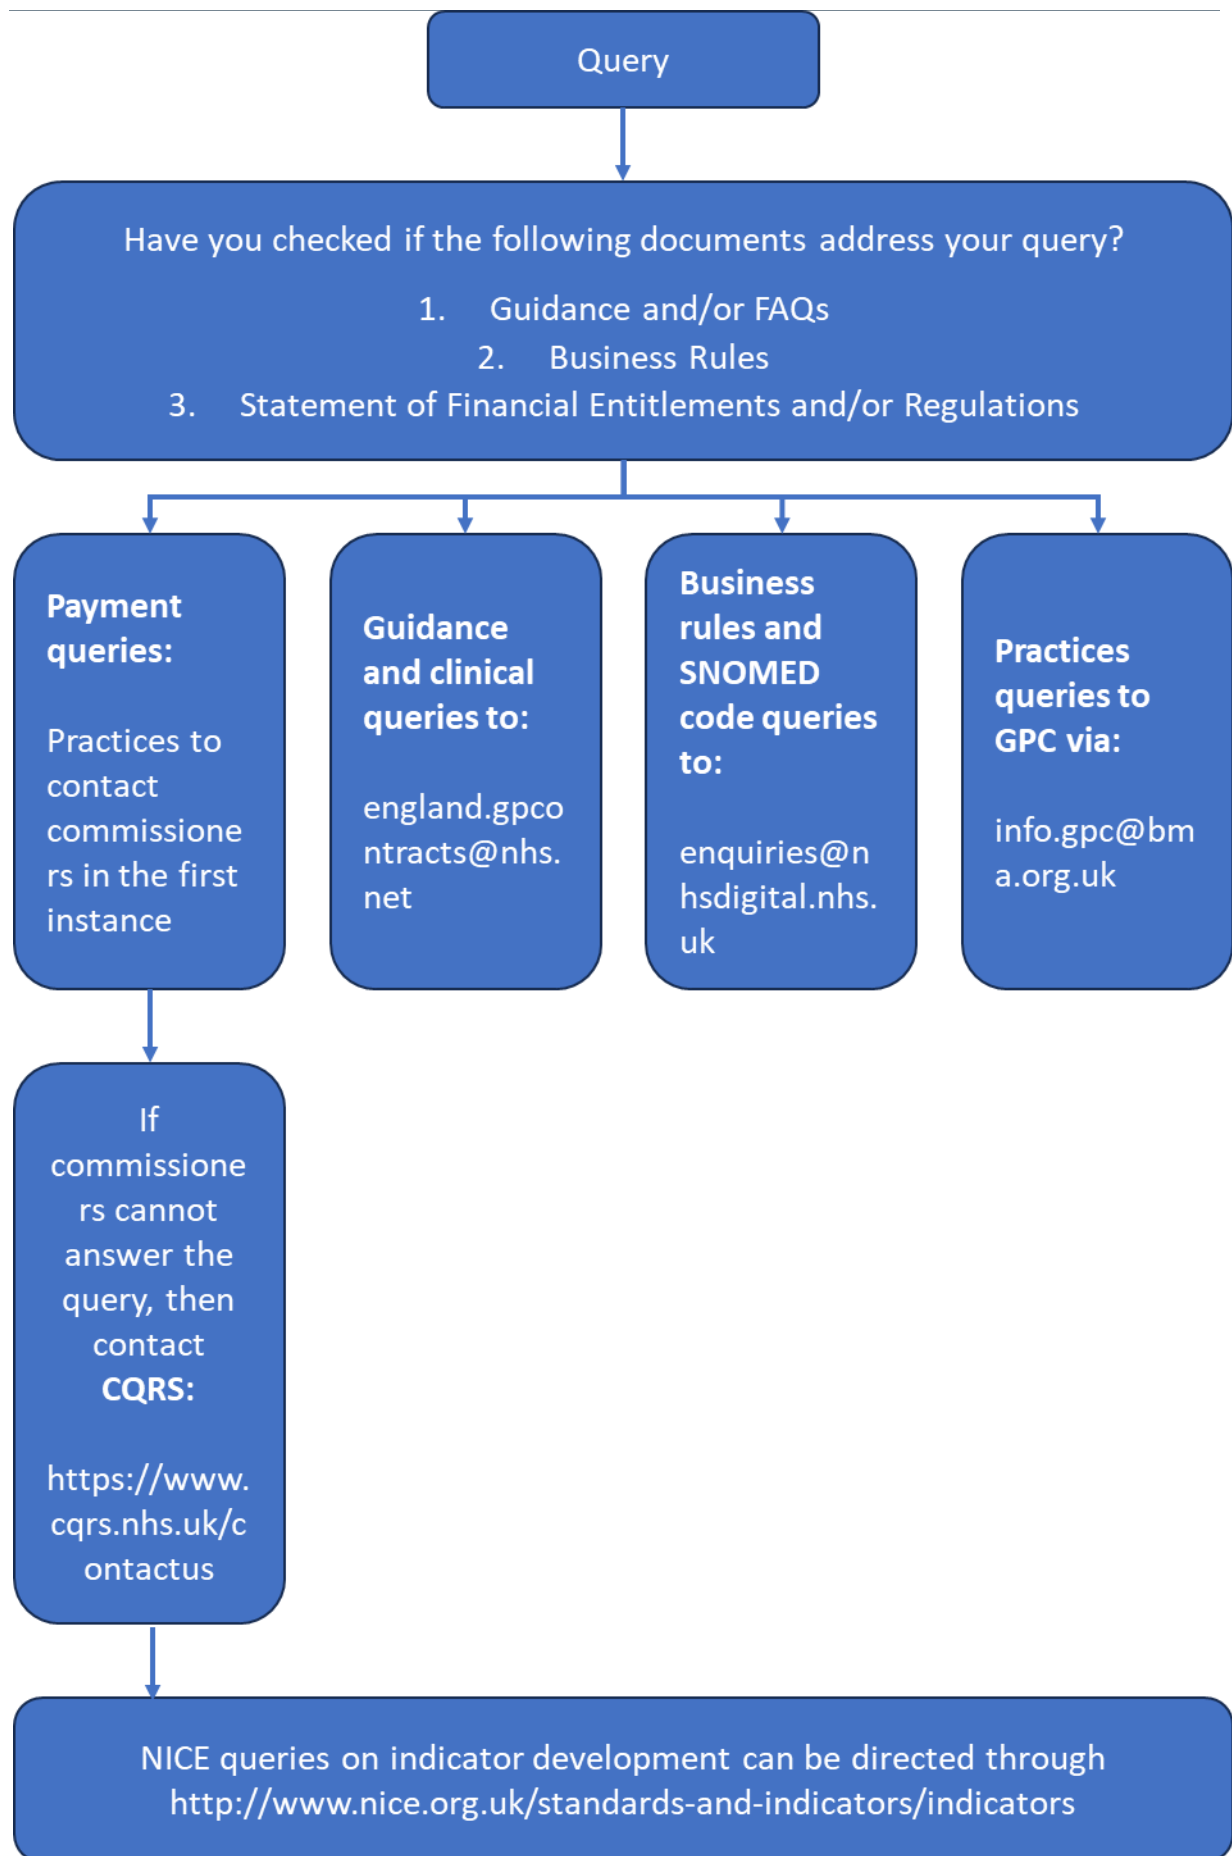 Query
Have you checked if the following documents address your query?
1. Guidance and/or FAQs
2. Business Rules
3. Statement of Financial Entitlements and/or Regulations
Payment
queries:
Practices to
contact
commissione
rs in the first
instance
Guidance
and clinical
queries to:
england.gpco
ntracts@nhs.
net
Business
rules and
SNOMED
code queries
to:
enquiries@n
hsdigital.nhs.
uk
Practices
queries to
GPC via:
info.gpc@bm
a.org.uk
If
commissione
rs cannot
answer the
query, then
contact
CQRS:
https://www.
cqrs.nhs.uk/c
ontactus
NICE queries on indicator development can be directed through
http://www.nice.org.uk/standards-and-indicators/indicators